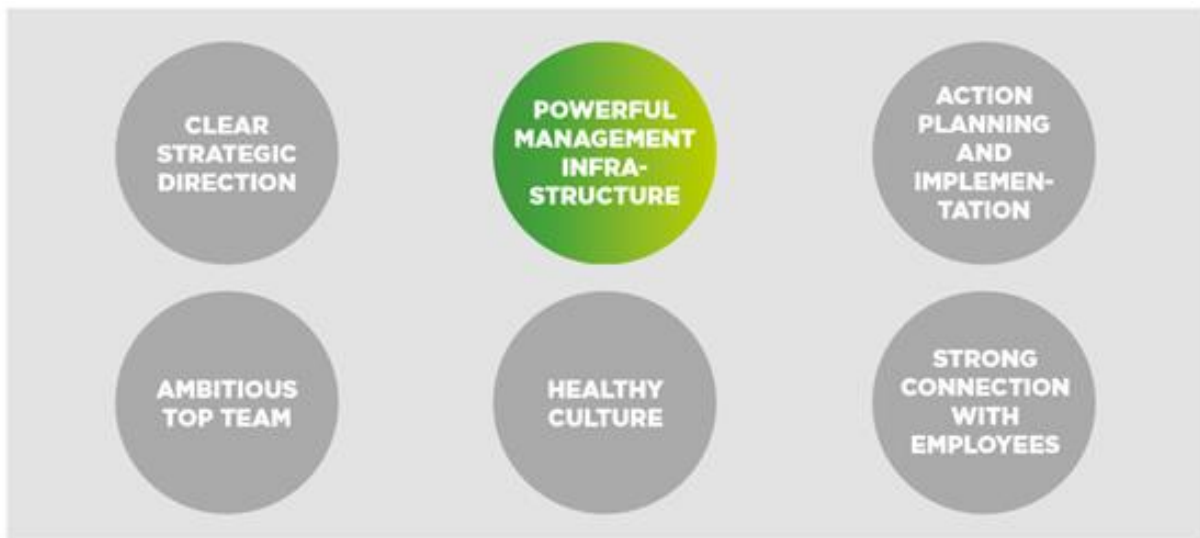 CLEAR
STRATEGIC
DIRECTION
POWERFUL
MANAGEMENT
INFRA-
STRUCTURE
ACTION
PLANNING
AND
IMPLEMEN-
TATION
AMBITIOUS
TOP TEAM
HEALTHY
CULTURE
STRONG
CONNECTION
WITH
EMPLOYEES